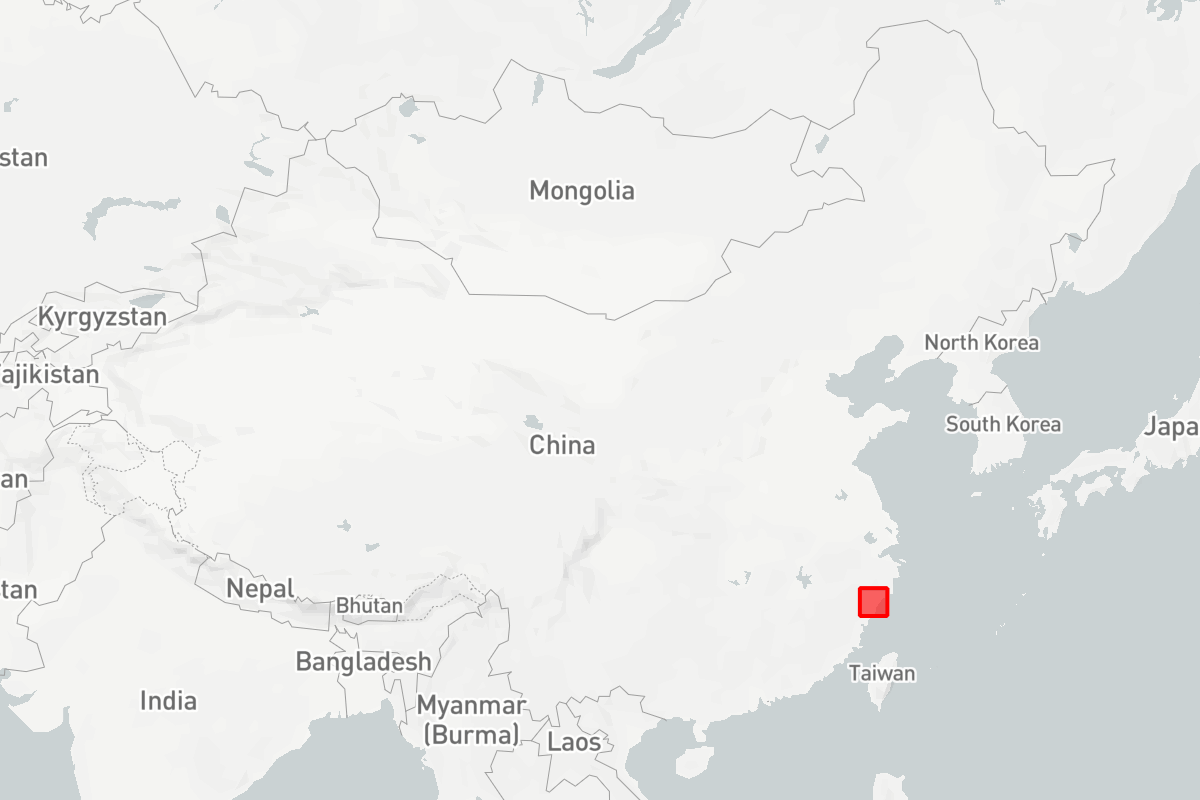 stan
Mongolia
Kyrgyzstan
North Korea
ajikistan
South Korea
Japa
China
an
stan
Nepal
Bhutan
Bangladesh
Taiwan
India
Myanmar
(Burma)
Laos